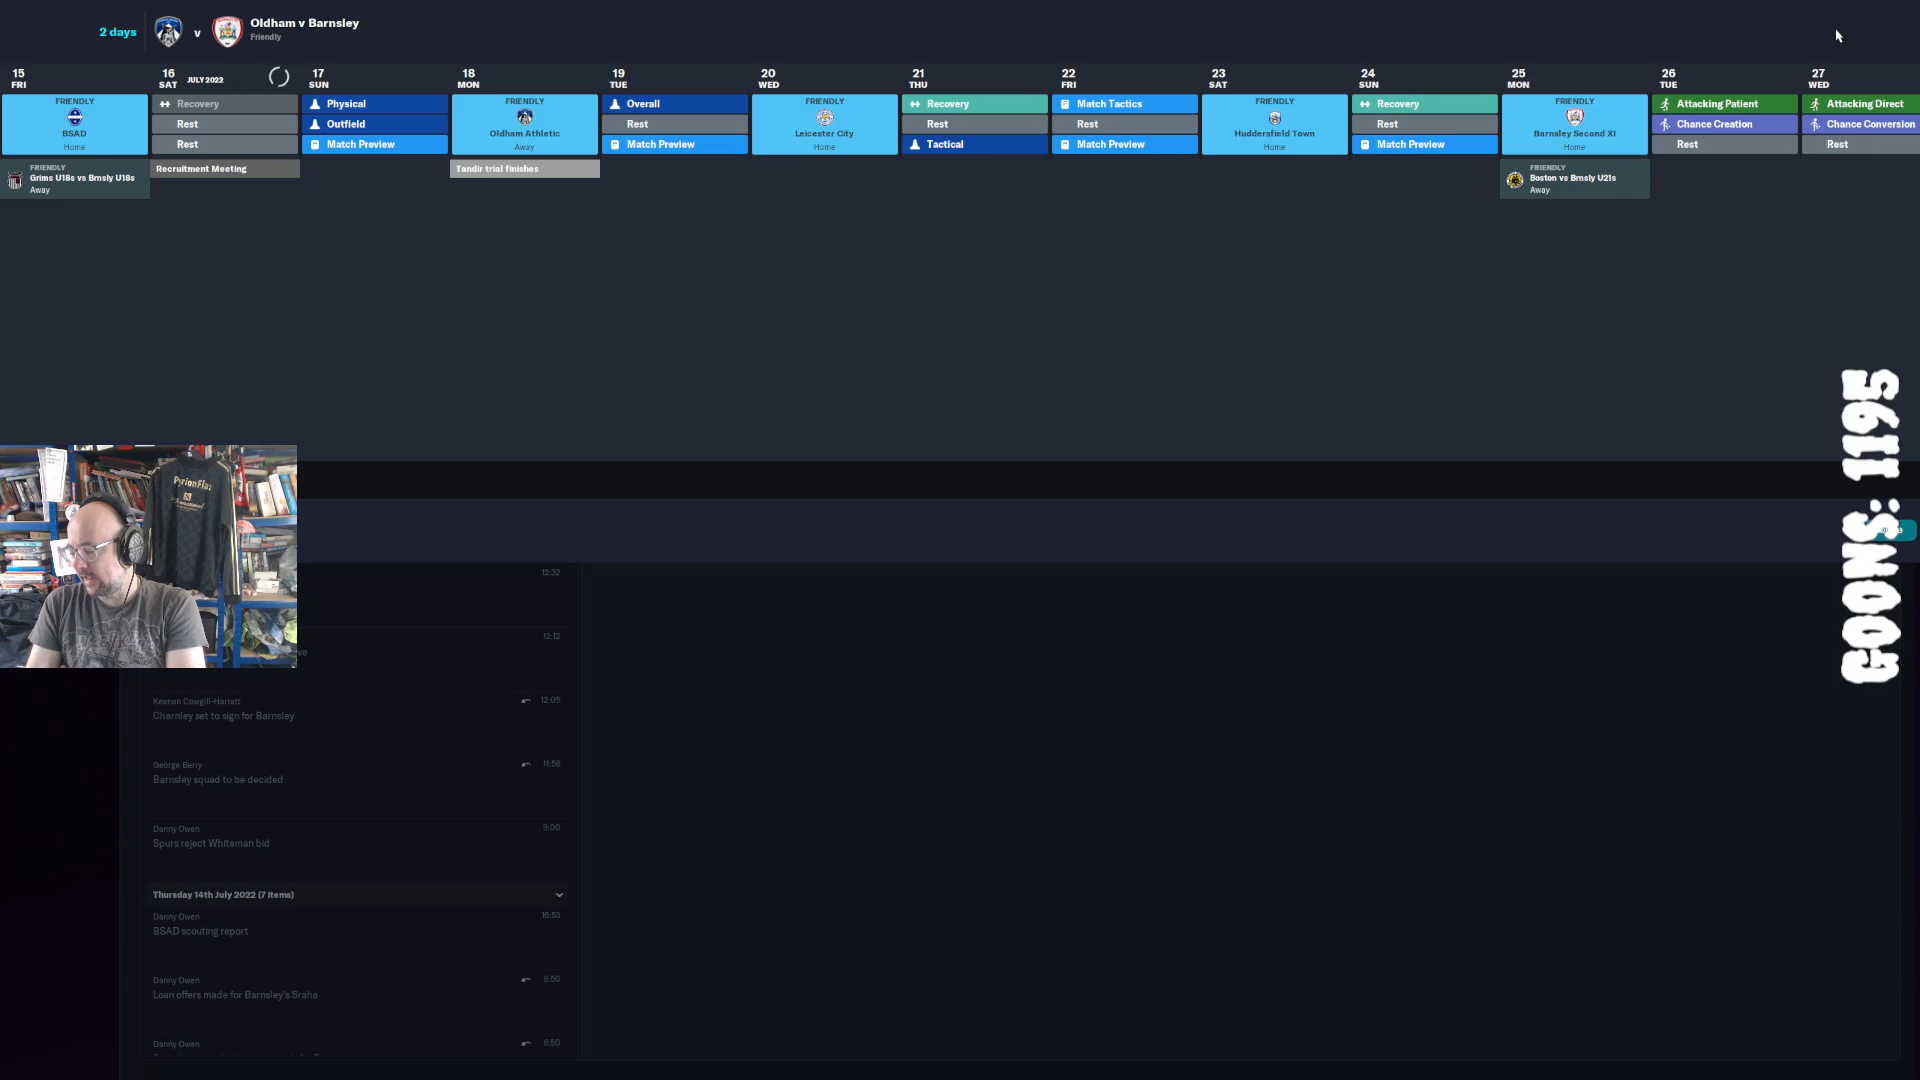 2 days
v
Oldham v Barnsley
Friendly
15
FRI
16
SAT
JULY 2022
17
SUN
18
MON
19
TUE
20
WED
21
THU
22
FRI
23
SAT
24
SUN
25
MON
26
TUE
27
WED
FRIENDLY
BSAD
Home
Recovery
Rest
Rest
Physical
Outfield
Match Preview
FRIENDLY
Oldham Athletic
Away
Overall
Rest
Match Preview
FRIENDLY
Leicester City
Home
Recovery
Rest
Tactical
Match Tactics
Rest
Match Preview
FRIENDLY
Huddersfield Town
Home
Recovery
Rest
Match Preview
FRIENDLY
Barnsley Second XI
Home
Attacking Patient
Chance Creation
Rest
Attacking Direct
Chance Conversion
Rest
FRIENDLY
Grims U18s vs Brnsly U18s
Away
Recruitment Meeting
Tandir trial finishes
FRIENDLY
Boston vs Brnsly U21s
Away
GOONS: 1195
PyrionFlax
12:32
12:12
Keanan Cowgill-Harratt
12:05
Charnley set to sign for Barnsley
George Berry
11:58
Barnsley squad to be decided
Danny Owen
9:00
Spurs reject Whiteman bid
Thursday 14th July 2022 (7 items)
Danny Owen
16:53
BSAD scouting report
Danny Owen
8:50
Loan offers made for Barnsley's Sraha
Danny Owen
8:50